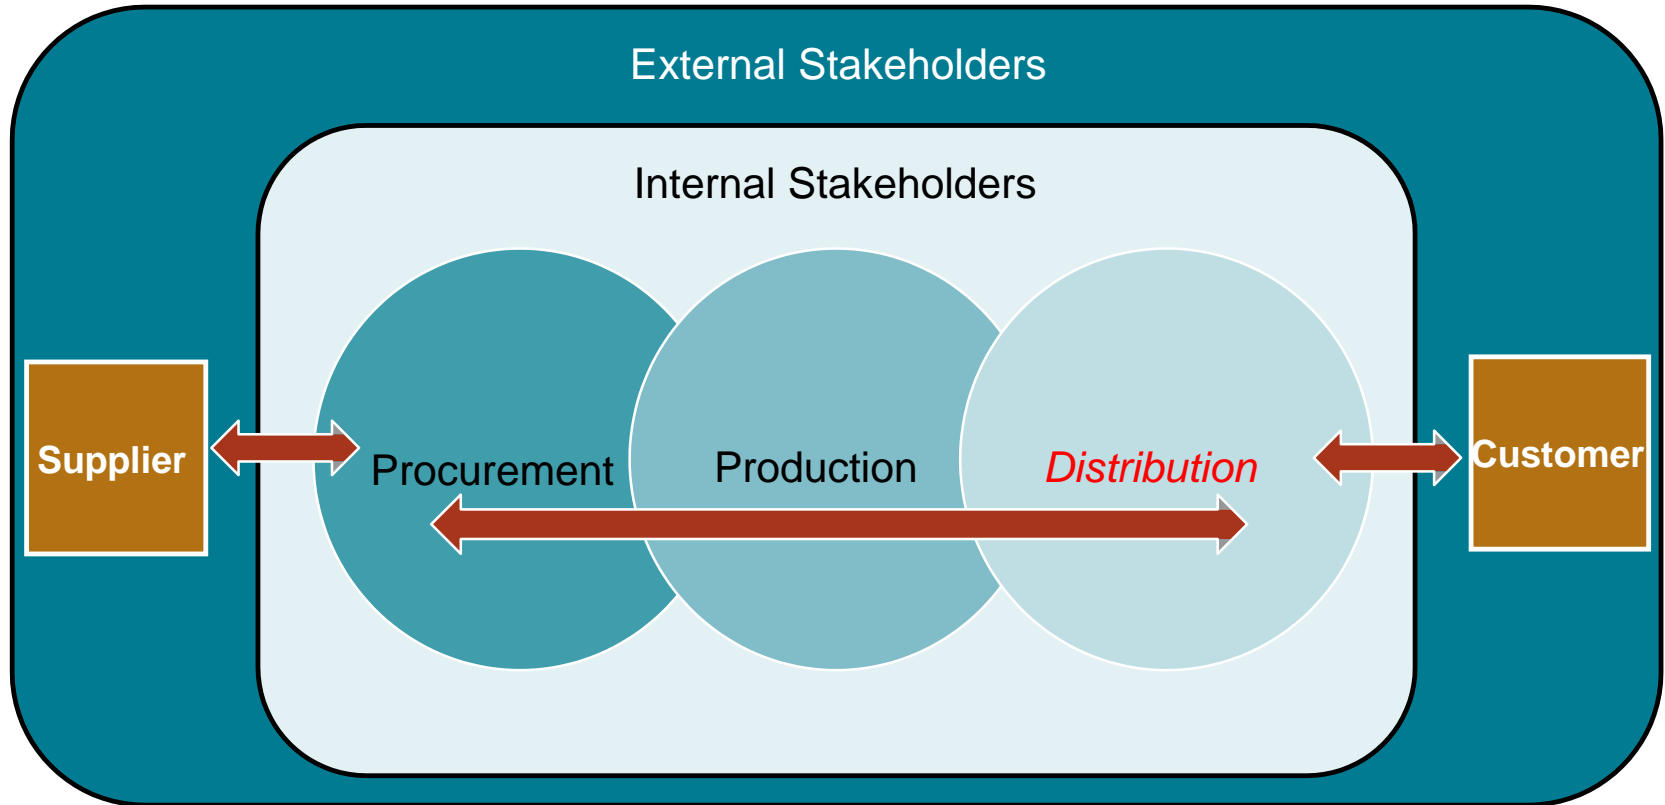 External Stakeholders
Internal Stakeholders
Supplier
Procurement
Production
Distribution
Customer